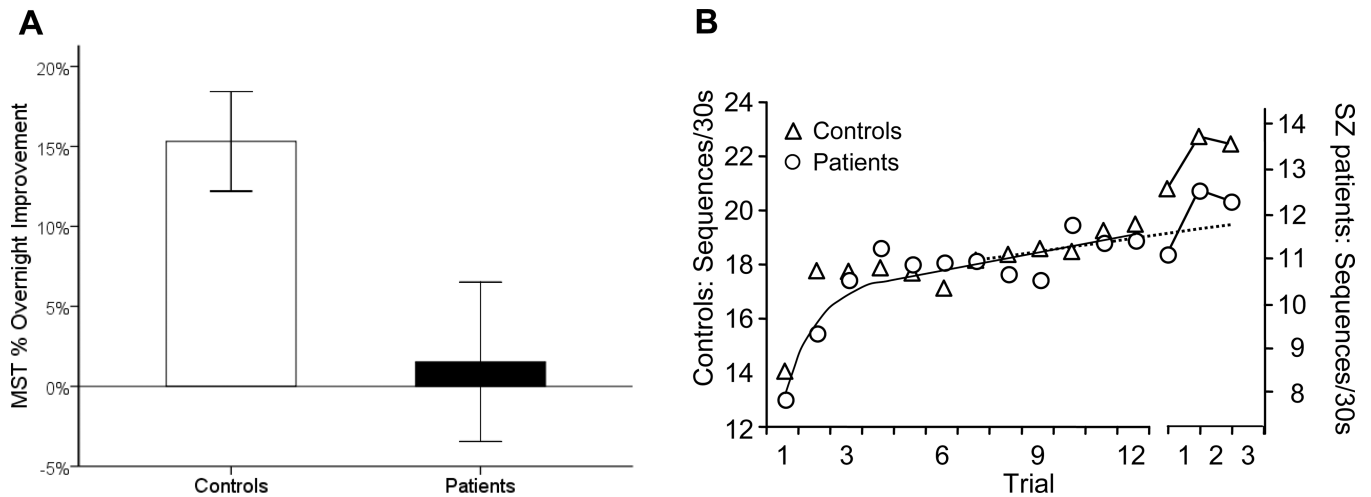 A
MST % Overnight Improvement
20%
15%
10%
5%
0%
-5%
Controls
Patients
B
Controls: Sequences/30s
24
22
20
18
16
14
12
Controls
Patients
14
13
12
11
10
9
8
SZ patients: Sequences/30s
1 3 6 9 12 1 2 3
Trial